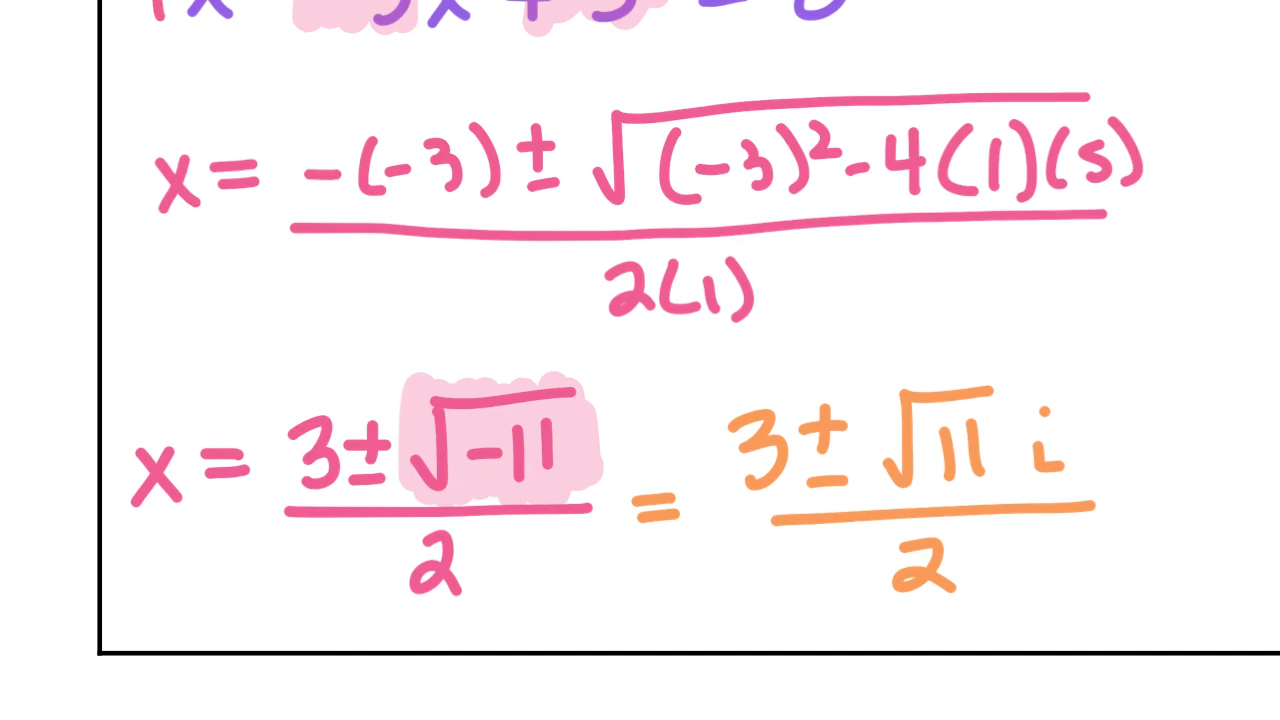 x = -(-3) ± √(-3)² - 4(1)(5)
2(1)
x = 3 ± √-11 / 2 = 3 ± √11 i / 2